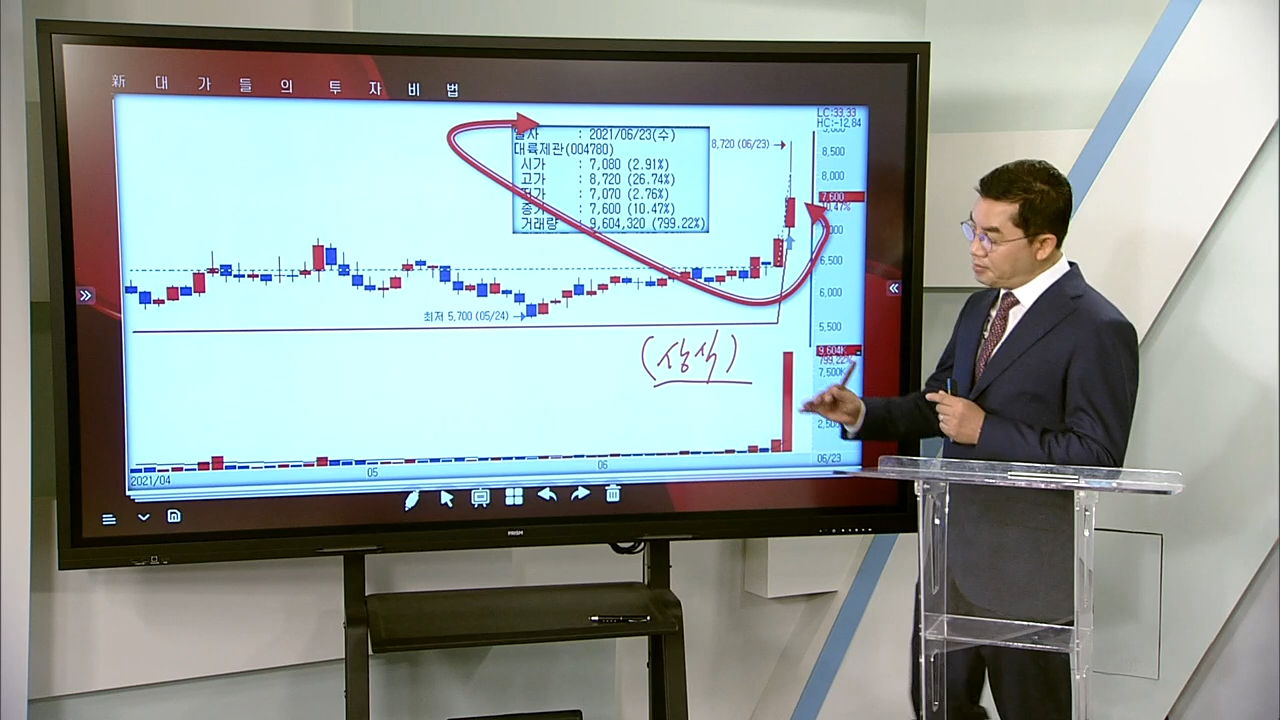 新 대 가 들 의 투 자 비 법
LC:33.33
HC:-12.84
일자 : 2021/06/23(수)
대륙제관(004780)
시가 : 7,080 (2.91%)
고가 : 8,720 (26.74%)
저가 : 7,070 (2.76%)
종가 : 7,600 (10.47%)
거래량 : 9,604,320 (799.22%)
8,720 (06/23)
8,500
8,000
7,600
10.47%
6,500
6,000
5,500
최저 5,700 (05/24)
(상식)
9,604K
799.22%
7,500K
06/23
2021/04
05
06
PRISM